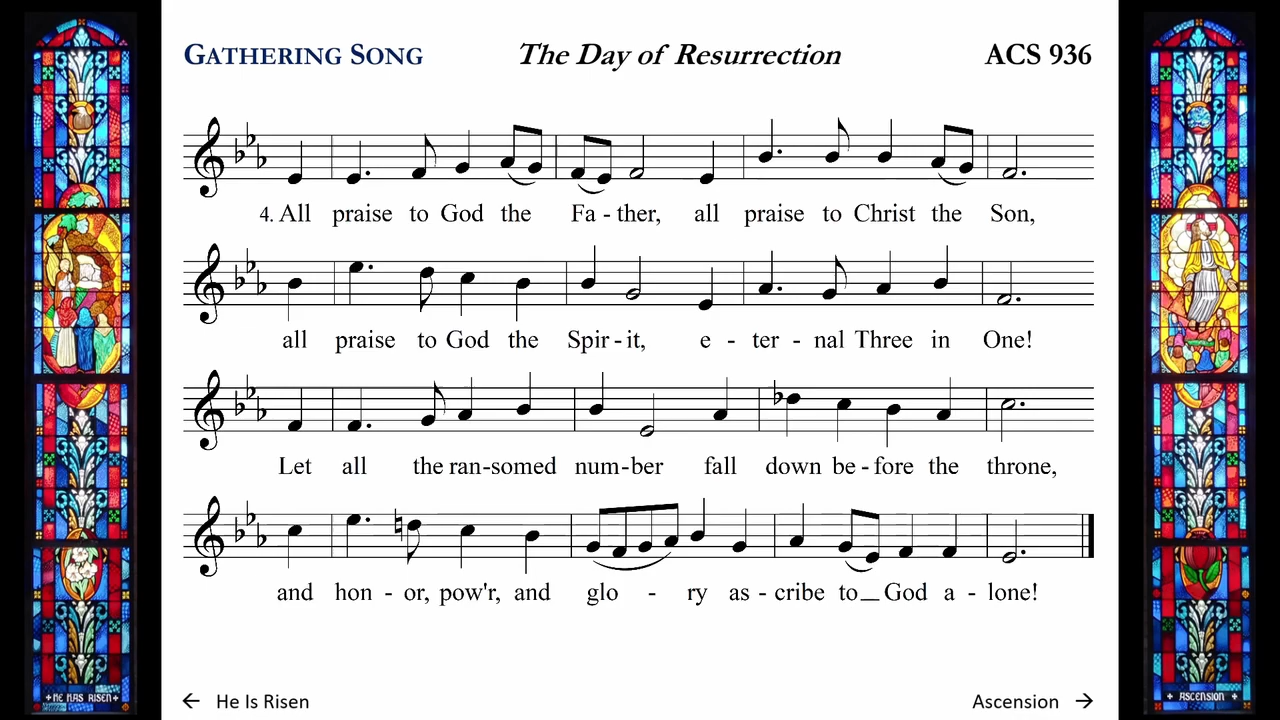 GATHERING SONG The Day of Resurrection ACS 936
4. All praise to God the Fa - ther, all praise to Christ the Son,
all praise to God the Spir - it, e - ter - nal Three in One!
Let all the ran-somed num-ber fall down be - fore the throne,
and hon - or, pow'r, and glo - ry as - cribe to__ God a - lone!
+HE HAS RISEN+
+ ASCENSION +
← He Is Risen Ascension →